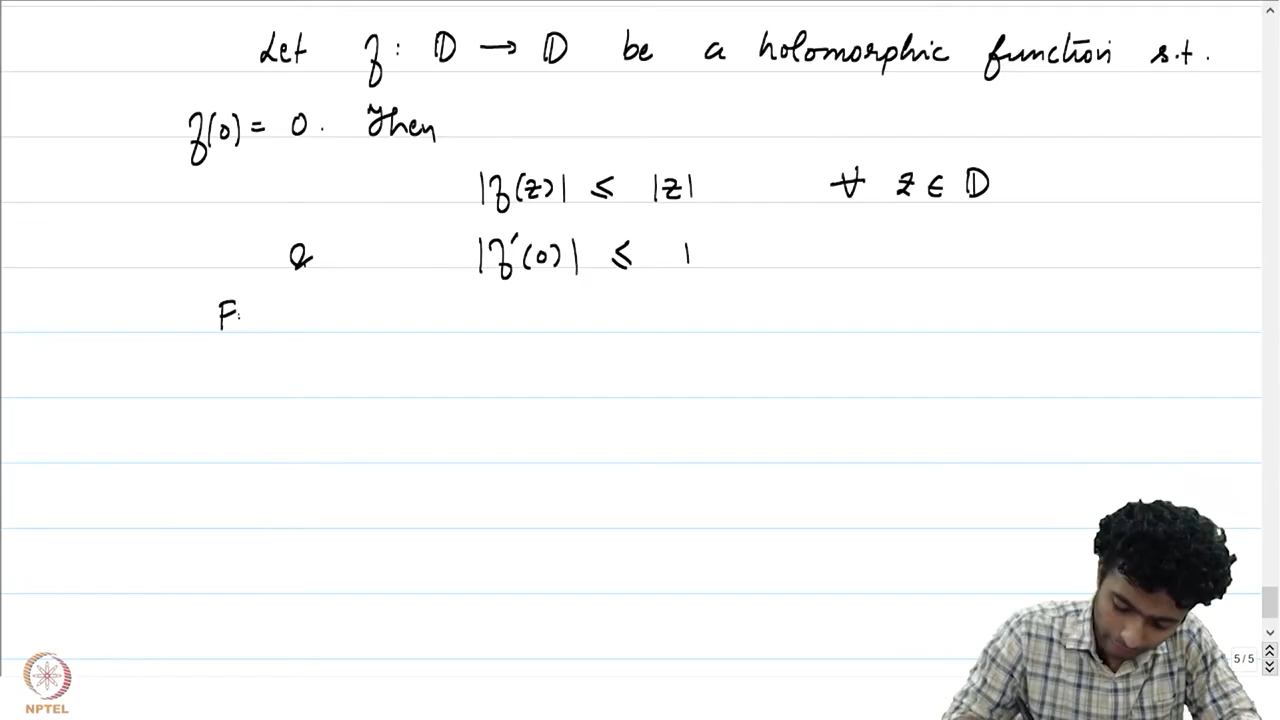 Let f : 𝔻 → 𝔻 be a holomorphic function s.t.
f(0) = 0. Then
|f(z)| ≤ |z| ∀ z ∈ 𝔻
& |f′(0)| ≤ 1
F
5/5
NPTEL